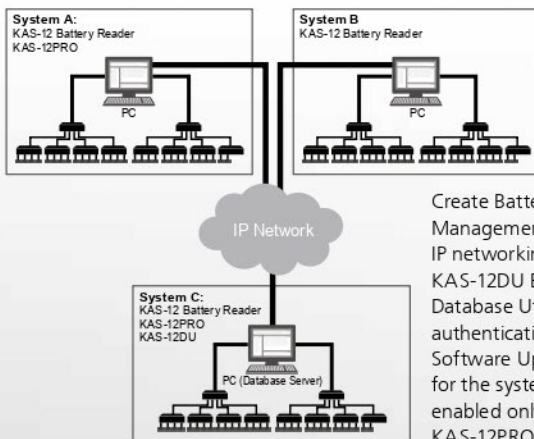 System A:
KAS-12 Battery Reader
KAS-12PRO
PC
System B
KAS-12 Battery Reader
PC
IP Network
System C:
KAS-12 Battery Reader
KAS-12PRO
KAS-12DU
PC (Database Server)
Create Batte
Management
IP networkin
KAS-12DU B
Database Ut
authenticati
Software Up
for the syste
enabled onl
KAS-12PRO